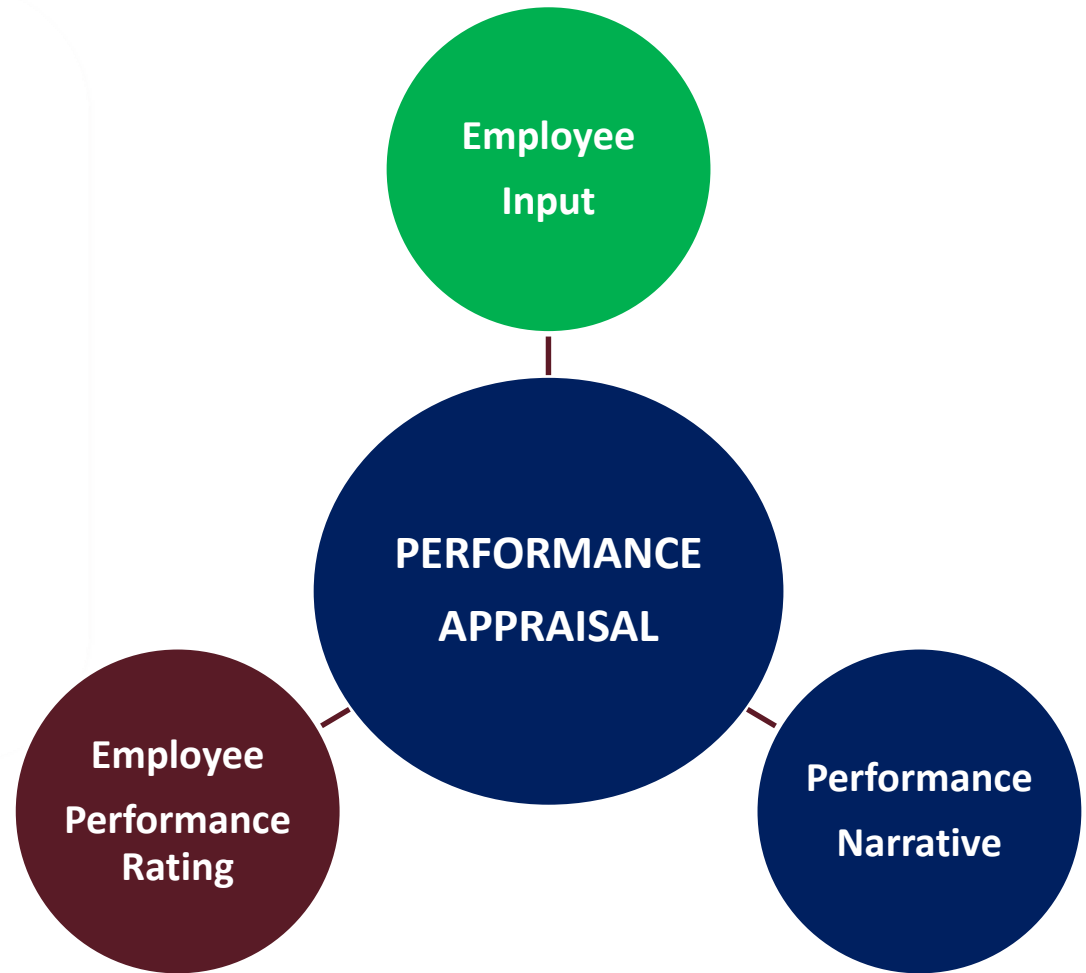 Employee
Input
PERFORMANCE
APPRAISAL
Employee
Performance
Rating
Performance
Narrative